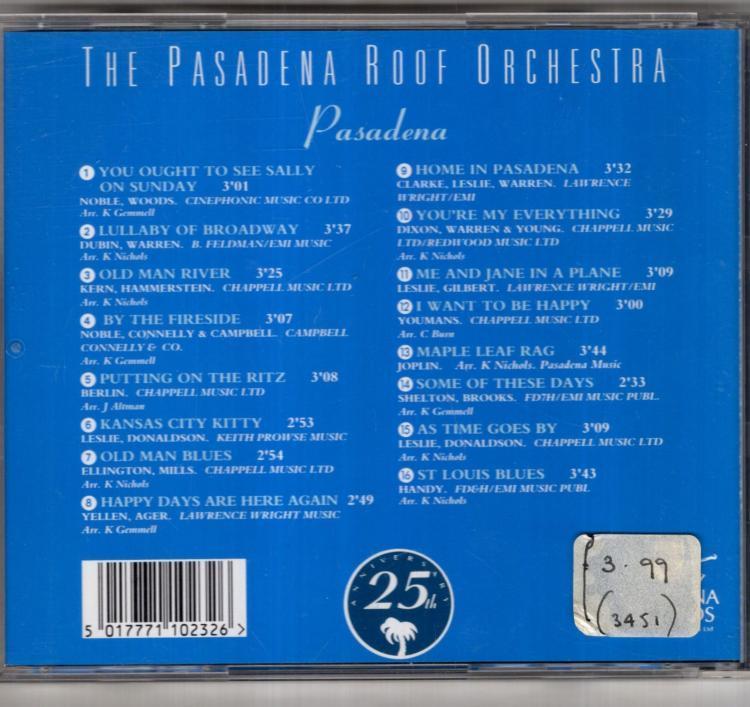 THE PASADENA ROOF ORCHESTRA
Pasadena
1 YOU OUGHT TO SEE SALLY
ON SUNDAY 3'01
NOBLE, WOODS. CINEPHONIC MUSIC CO LTD
Arr. K Gemmell
2 LULLABY OF BROADWAY 3'37
DUBIN, WARREN. B. FELDMAN/EMI MUSIC
Arr. K Nichols
3 OLD MAN RIVER 3'25
KERN, HAMMERSTEIN. CHAPPELL MUSIC LTD
Arr. K Nichols
4 BY THE FIRESIDE 3'07
NOBLE, CONNELLY & CAMPBELL. CAMPBELL
CONNELLY & CO.
Arr. K Gemmell
5 PUTTING ON THE RITZ 3'08
BERLIN. CHAPPELL MUSIC LTD
Arr. J Altman
6 KANSAS CITY KITTY 2'53
LESLIE, DONALDSON. KEITH PROWSE MUSIC
7 OLD MAN BLUES 2'54
ELLINGTON, MILLS. CHAPPELL MUSIC LTD
Arr. K Nichols
8 HAPPY DAYS ARE HERE AGAIN 2'49
YELLEN, AGER. LAWRENCE WRIGHT MUSIC
Arr. K Gemmell
9 HOME IN PASADENA 3'32
CLARKE, LESLIE, WARREN. LAWRENCE
WRIGHT/EMI
10 YOU'RE MY EVERYTHING 3'29
DIXON, WARREN & YOUNG. CHAPPELL MUSIC
LTD/REDWOOD MUSIC LTD
Arr. K Nichols
11 ME AND JANE IN A PLANE 3'09
LESLIE, GILBERT. LAWRENCE WRIGHT/EMI
12 I WANT TO BE HAPPY 3'00
YOUMANS. CHAPPELL MUSIC LTD
Arr. C Burn
13 MAPLE LEAF RAG 3'44
JOPLIN. Arr. K Nichols. Pasadena Music
14 SOME OF THESE DAYS 2'33
SHELTON, BROOKS. FD7H/EMI MUSIC PUBL.
Arr. K Gemmell
15 AS TIME GOES BY 3'09
LESLIE, DONALDSON. CHAPPELL MUSIC LTD
Arr. K Nichols
16 ST LOUIS BLUES 3'43
HANDY. FD&H/EMI MUSIC PUBL
Arr. K Nichols
5 017771 102326 >
ANNIVERSARY
25th
3.99
(3451)